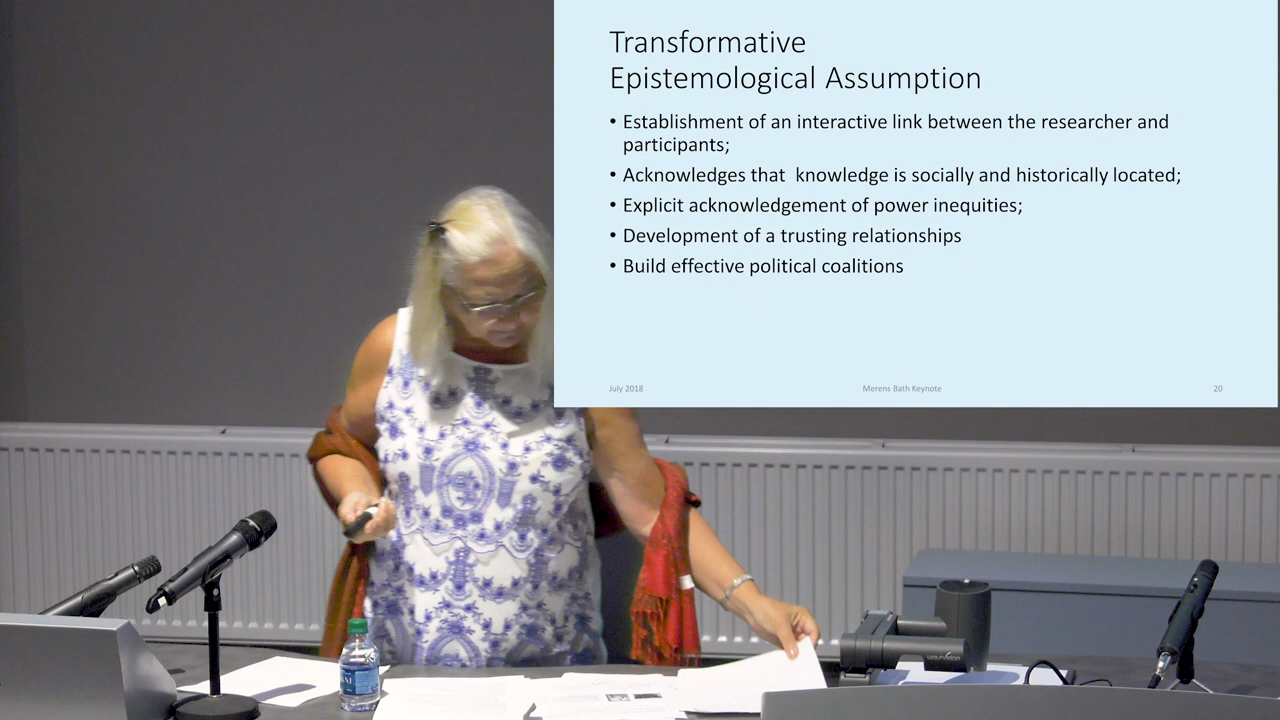 Transformative
Epistemological Assumption
• Establishment of an interactive link between the researcher and
participants;
• Acknowledges that  knowledge is socially and historically located;
• Explicit acknowledgement of power inequities;
• Development of a trusting relationships
• Build effective political coalitions
July 2018
Merens Bath Keynote
20
wolfvision